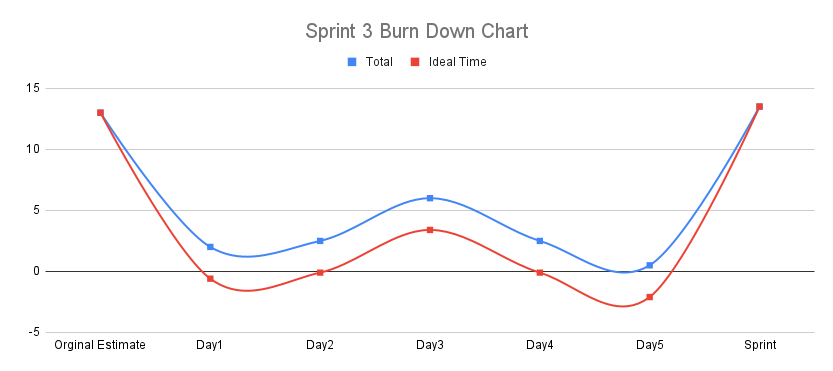 Sprint 3 Burn Down Chart
Total Ideal Time
15
10
5
0
-5
Orginal Estimate Day1 Day2 Day3 Day4 Day5 Sprint